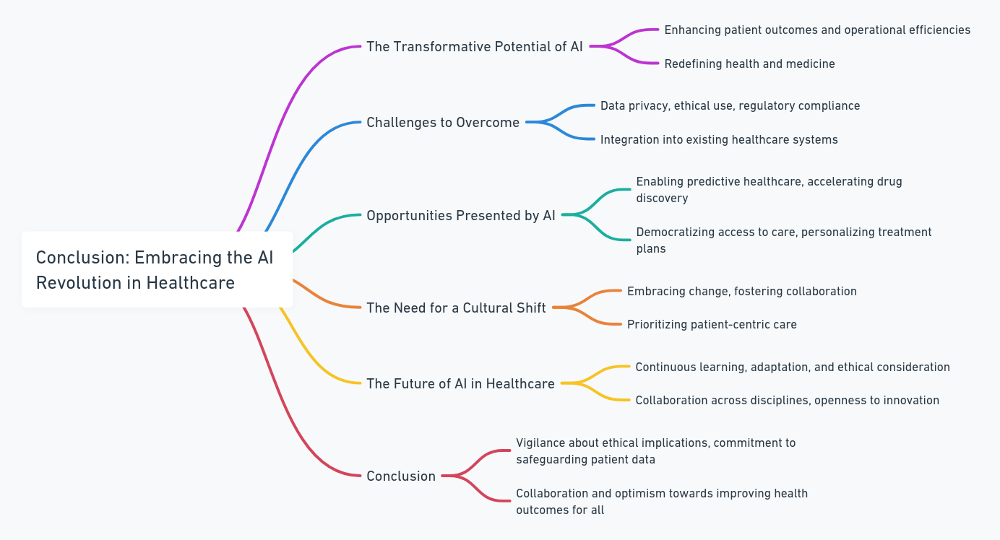 Conclusion: Embracing the AI
Revolution in Healthcare
The Transformative Potential of AI
Enhancing patient outcomes and operational efficiencies
Redefining health and medicine
Challenges to Overcome
Data privacy, ethical use, regulatory compliance
Integration into existing healthcare systems
Opportunities Presented by AI
Enabling predictive healthcare, accelerating drug
discovery
Democratizing access to care, personalizing treatment
plans
The Need for a Cultural Shift
Embracing change, fostering collaboration
Prioritizing patient-centric care
The Future of AI in Healthcare
Continuous learning, adaptation, and ethical consideration
Collaboration across disciplines, openness to innovation
Conclusion
Vigilance about ethical implications, commitment to
safeguarding patient data
Collaboration and optimism towards improving health
outcomes for all